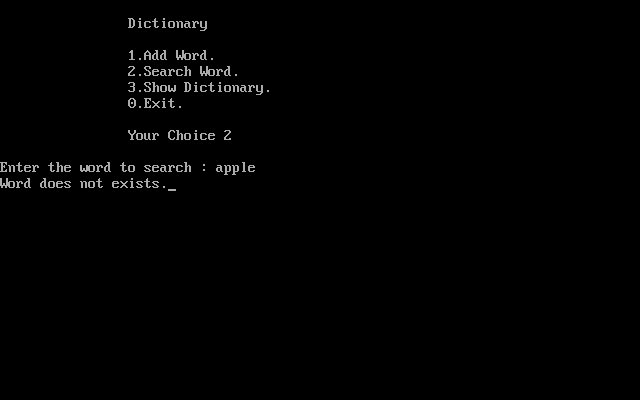 Dictionary
1.Add Word.
2.Search Word.
3.Show Dictionary.
0.Exit.
Your Choice 2
Enter the word to search : apple
Word does not exists._